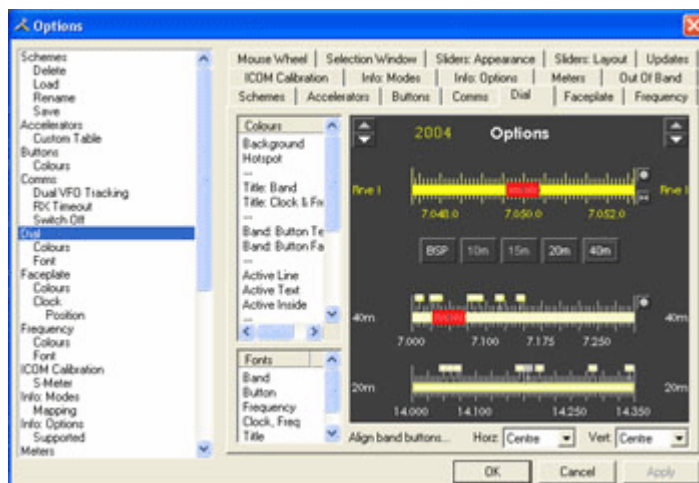 Options
Schemes
Delete
Load
Rename
Save
Accelerators
Custom Table
Buttons
Colours
Comms
Dual VFO Tracking
RX Timeout
Switch Off
Dial
Colours
Font
Faceplate
Colours
Clock
Position
Frequency
Colours
Font
ICOM Calibration
S-Meter
Info: Modes
Mapping
Info: Options
Supported
Meters
Mouse Wheel Selection Window Sliders: Appearance Sliders: Layout Updates
ICOM Calibration Info: Modes Info: Options Meters Out Of Band
Schemes Accelerators Buttons Comms Dial Faceplate Frequency
Colours
Background
Hotspot
...
Title: Band
Title: Clock & Fre
...
Band: Button Te
Band: Button Fa
...
Active Line
Active Text
Active Inside
...
Fonts
Band
Button
Frequency
Clock, Freq
Title
2004 Options
7.048.0 7.050.0 7.052.0
BSP 10m 15m 20m 40m
40m 40m
7.000 7.100 7.175 7.250
20m 20m
14.000 14.100 14.250 14.350
Align band buttons... Horz: Centre Vert: Centre
OK Cancel Apply